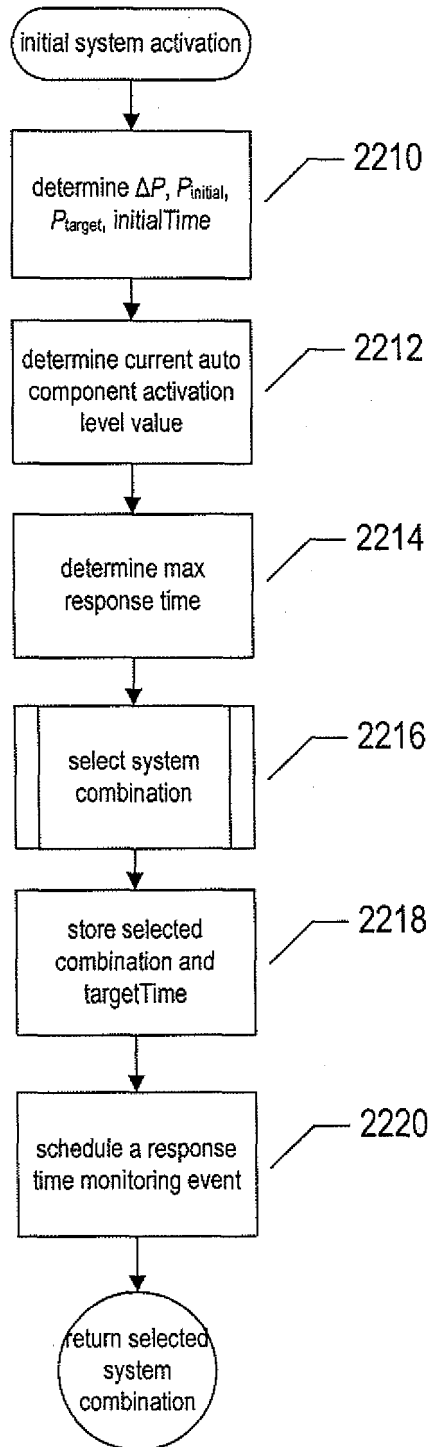 initial system activation
determine ΔP, Pinitial,
Ptarget, initialTime
2210
determine current auto
component activation
level value
2212
determine max
response time
2214
select system
combination
2216
store selected
combination and
targetTime
2218
schedule a response
time monitoring event
2220
return selected
system
combination